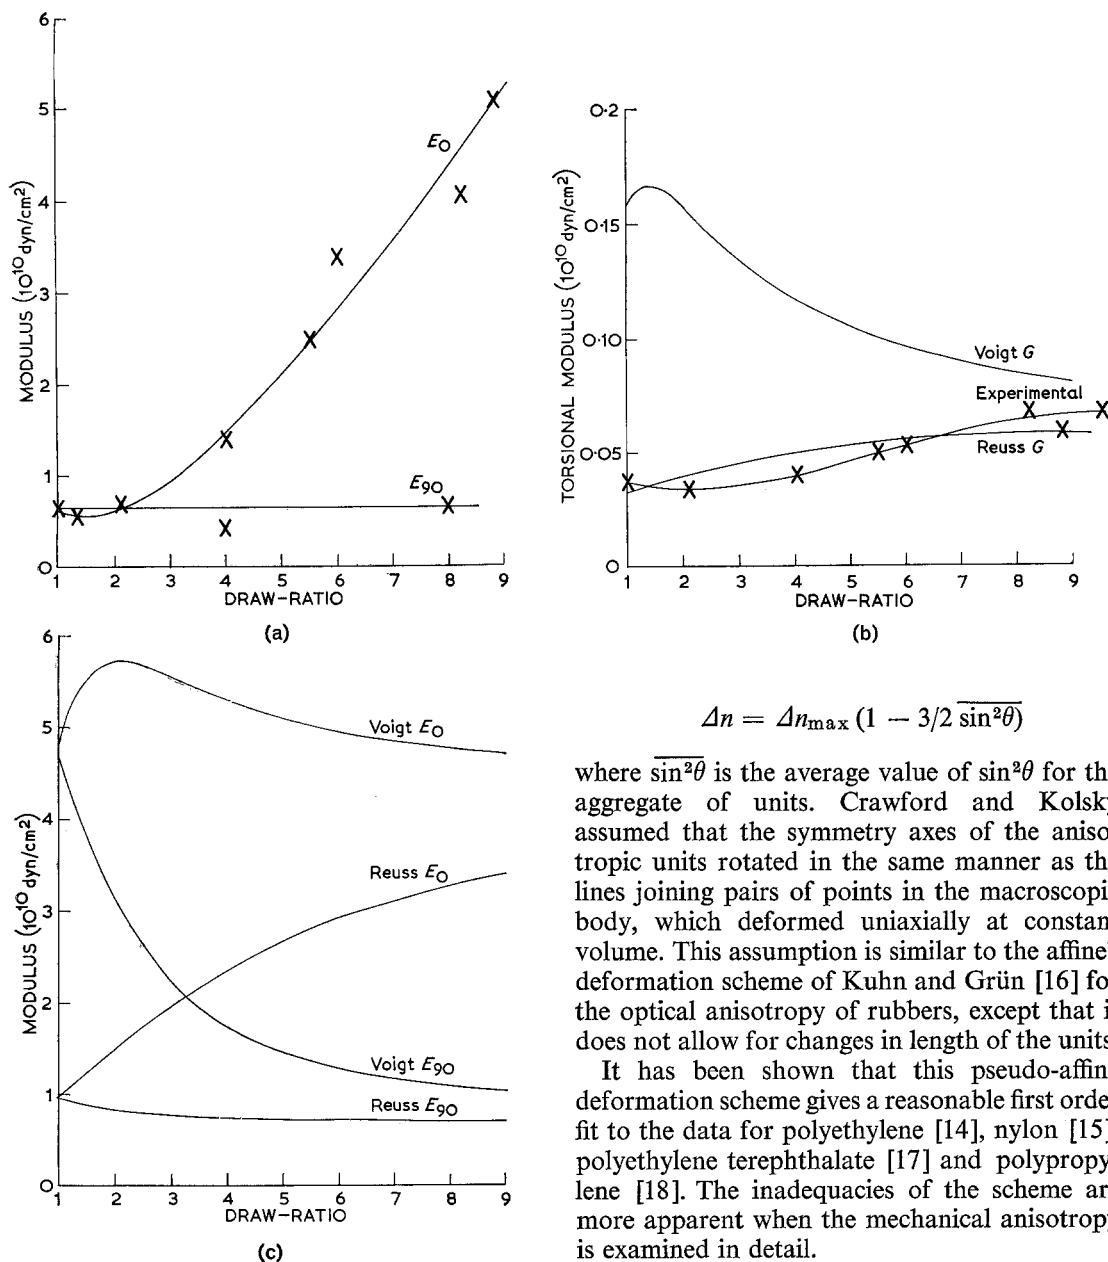 6
5
4
3
2
1
0
MODULUS (10¹⁰ dyn/cm²)
E₀
E₉₀
1 2 3 4 5 6 7 8 9
DRAW-RATIO
(a)
0·2
0·15
0·10
0·05
0
TORSIONAL MODULUS (10¹⁰ dyn/cm²)
Voigt G
Experimental
Reuss G
1 2 3 4 5 6 7 8 9
DRAW-RATIO
(b)
6
5
4
3
2
1
0
MODULUS (10¹⁰ dyn/cm²)
Voigt E₀
Reuss E₀
Voigt E₉₀
Reuss E₉₀
1 2 3 4 5 6 7 8 9
DRAW-RATIO
(c)
Δn = Δn_max (1 − 3/2 \overline{sin²θ})
where \overline{sin²θ} is the average value of sin²θ for th
aggregate of units. Crawford and Kolsky
assumed that the symmetry axes of the aniso
tropic units rotated in the same manner as th
lines joining pairs of points in the macroscopi
body, which deformed uniaxially at constan
volume. This assumption is similar to the affine
deformation scheme of Kuhn and Grün [16] fo
the optical anisotropy of rubbers, except that i
does not allow for changes in length of the units
It has been shown that this pseudo-affin
deformation scheme gives a reasonable first orde
fit to the data for polyethylene [14], nylon [15]
polyethylene terephthalate [17] and polypropy
lene [18]. The inadequacies of the scheme ar
more apparent when the mechanical anisotropy
is examined in detail.